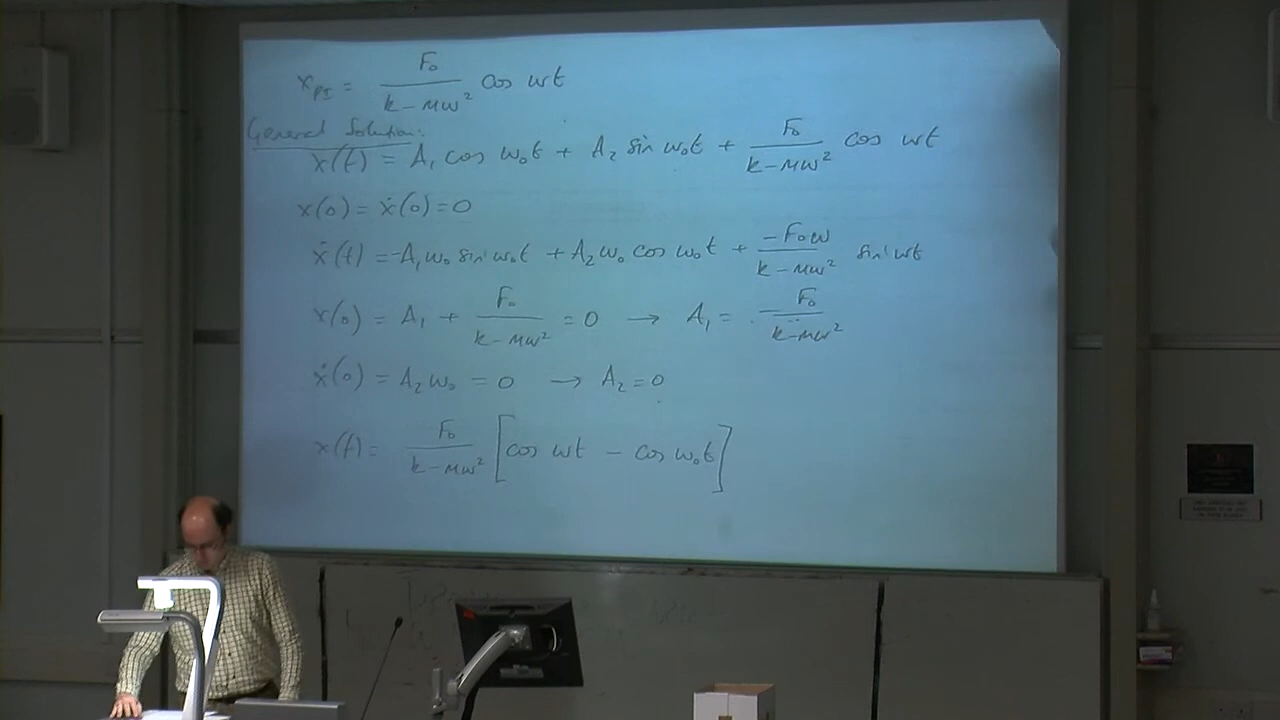 x_PI = F₀/(k − Mω²) cos ωt
General Solution:
x(t) = A₁ cos ω₀t + A₂ sin ω₀t + F₀/(k − Mω²) cos ωt
x(0) = ẋ(0) = 0
ẋ(t) = −A₁ω₀ sin ω₀t + A₂ω₀ cos ω₀t + −F₀ω/(k − Mω²) sin ωt
x(0) = A₁ + F₀/(k − Mω²) = 0 → A₁ = −F₀/(k − Mω²)
ẋ(0) = A₂ω₀ = 0 → A₂ = 0
x(t) = F₀/(k − Mω²) [cos ωt − cos ω₀t]